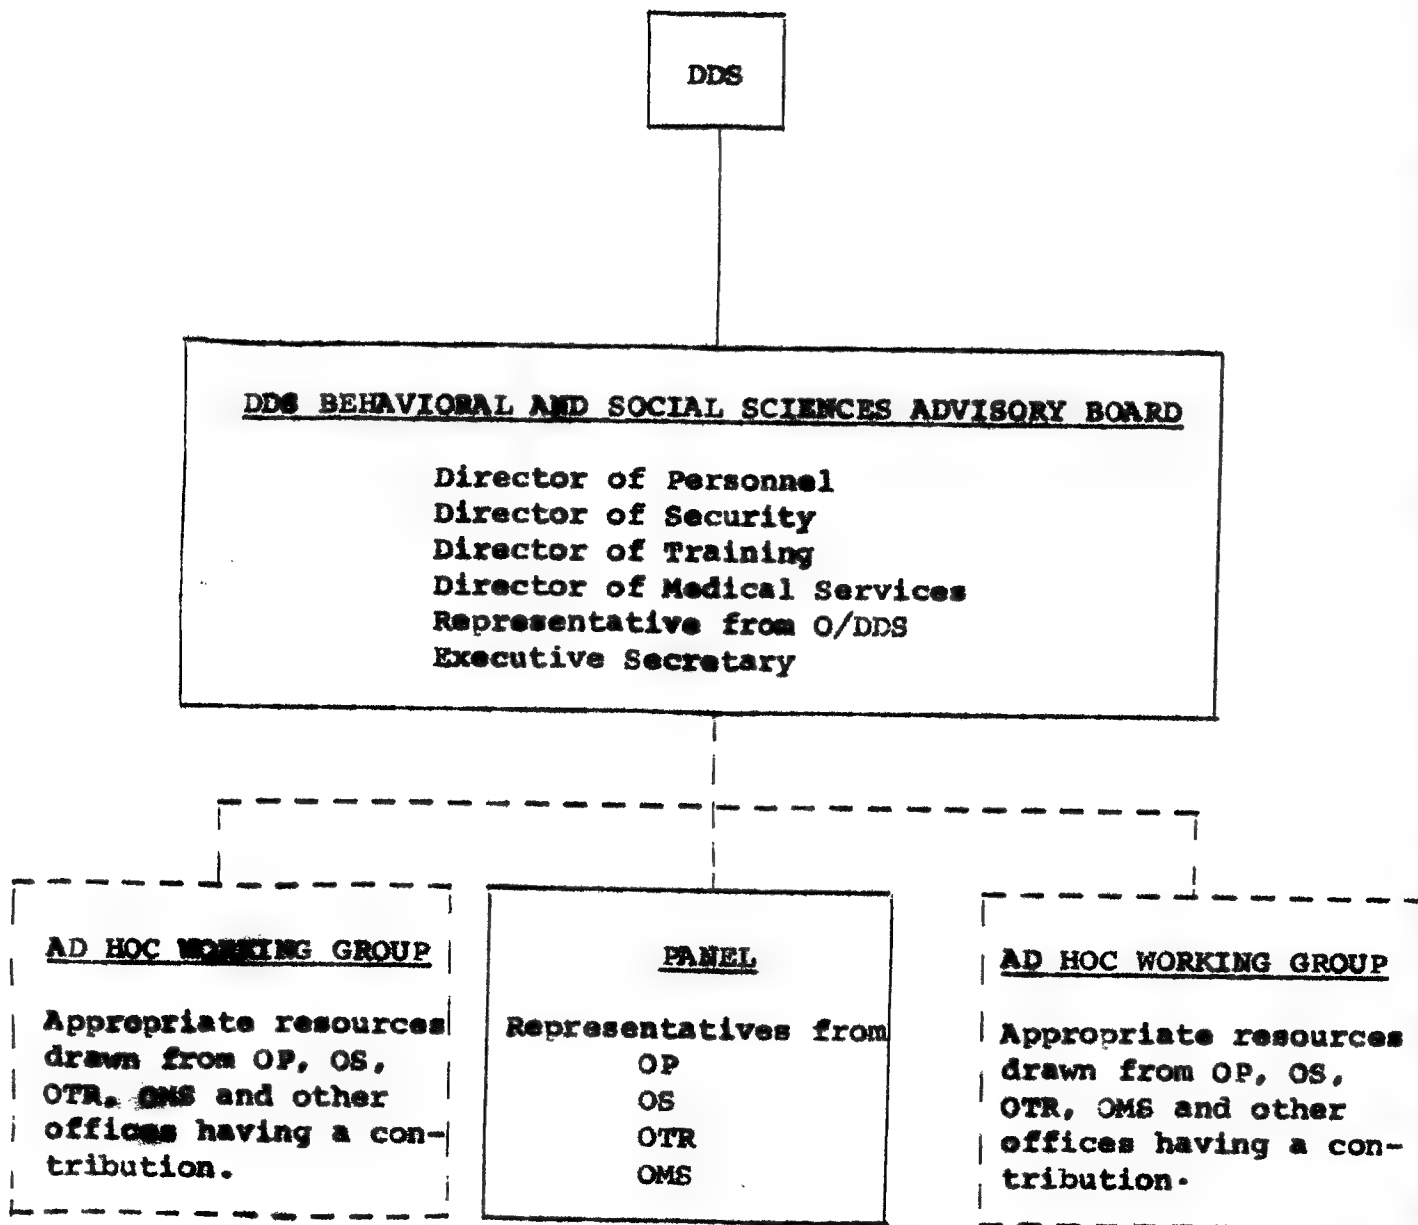 DDS
DDS BEHAVIORAL AND SOCIAL SCIENCES ADVISORY BOARD
Director of Personnel
Director of Security
Director of Training
Director of Medical Services
Representative from O/DDS
Executive Secretary
AD HOC WORKING GROUP
Appropriate resources
drawn from OP, OS,
OTR, OMS and other
offices having a con-
tribution.
PANEL
Representatives from
OP
OS
OTR
OMS
AD HOC WORKING GROUP
Appropriate resources
drawn from OP, OS,
OTR, OMS and other
offices having a con-
tribution.